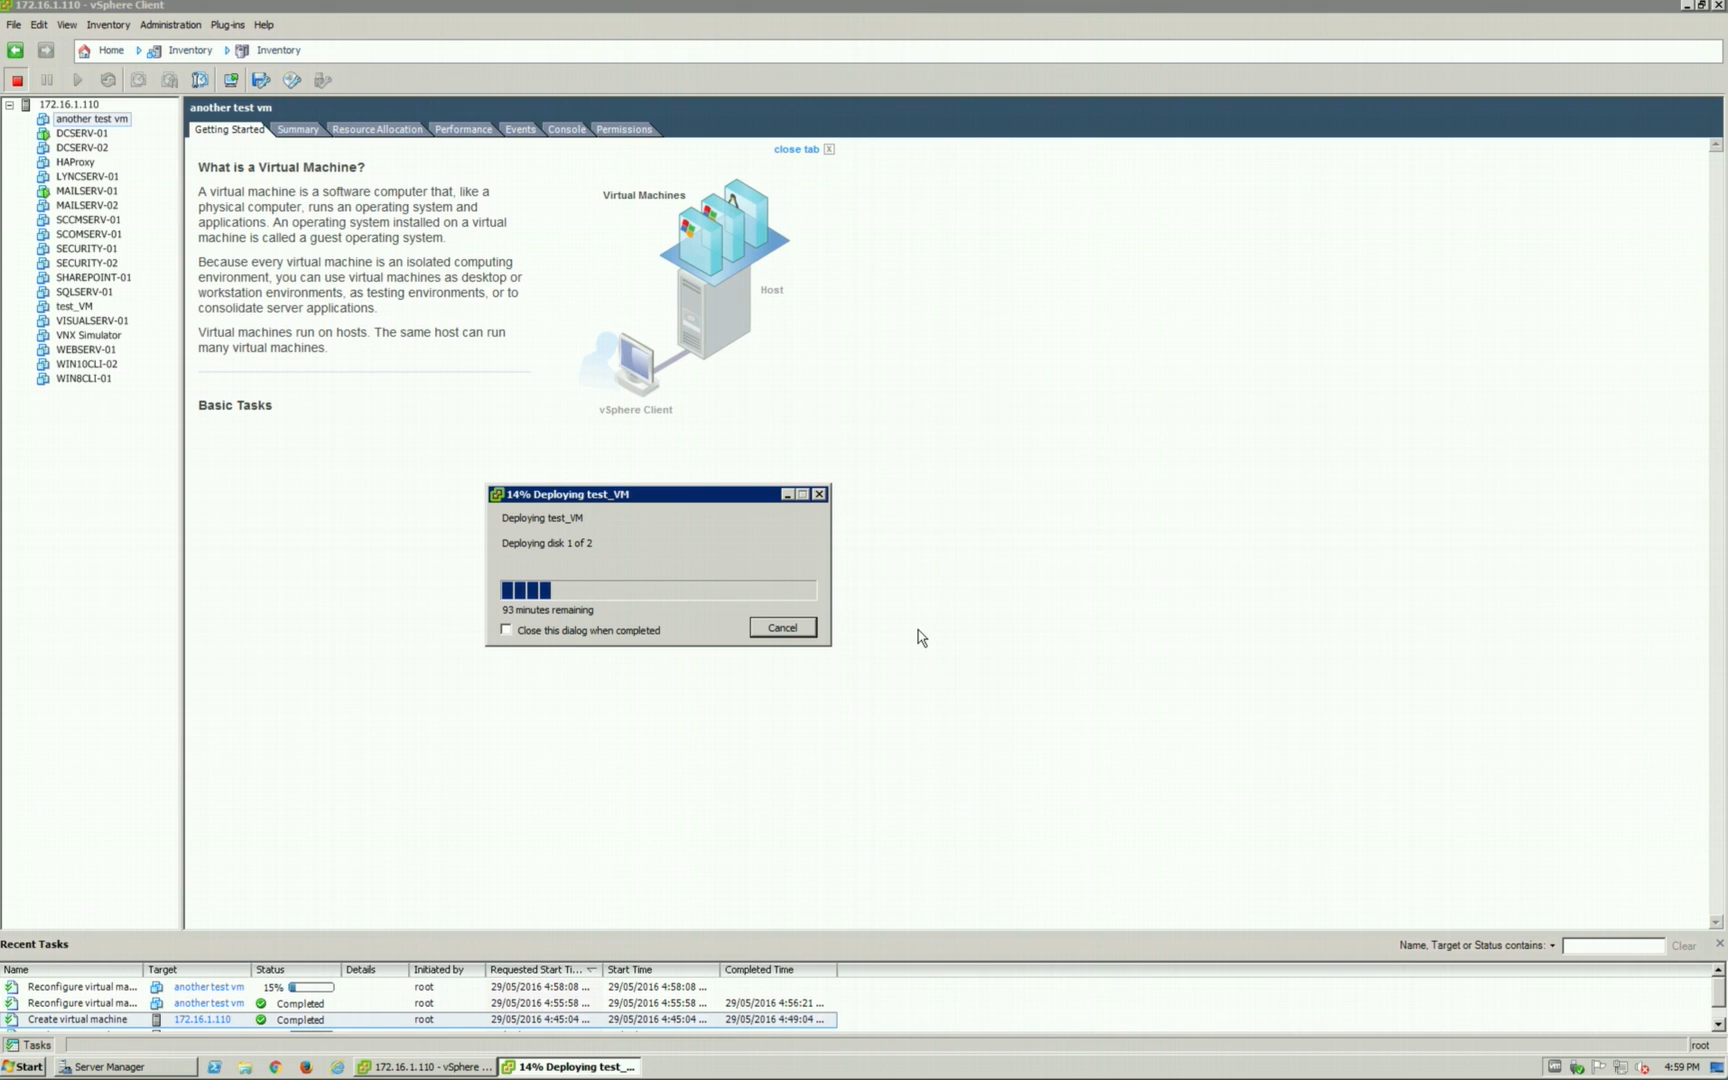 172.16.1.110 - vSphere Client
File Edit View Inventory Administration Plug-ins Help
Home Inventory Inventory
172.16.1.110
another test vm
DCSERV-01
DCSERV-02
HAProxy
LYNCSERV-01
MAILSERV-01
MAILSERV-02
SCCMSERV-01
SCOMSERV-01
SECURITY-01
SECURITY-02
SHAREPOINT-01
SQLSERV-01
test_VM
VISUALSERV-01
VNX Simulator
WEBSERV-01
WIN10CLI-02
WIN8CLI-01
another test vm
Getting Started Summary Resource Allocation Performance Events Console Permissions
close tab
What is a Virtual Machine?
A virtual machine is a software computer that, like a
physical computer, runs an operating system and
applications. An operating system installed on a virtual
machine is called a guest operating system.
Because every virtual machine is an isolated computing
environment, you can use virtual machines as desktop or
workstation environments, as testing environments, or to
consolidate server applications.
Virtual machines run on hosts. The same host can run
many virtual machines.
Basic Tasks
Virtual Machines
Host
vSphere Client
14% Deploying test_VM
Deploying test_VM
Deploying disk 1 of 2
93 minutes remaining
Close this dialog when completed
Cancel
Recent Tasks
Name, Target or Status contains: Clear
Name Target Status Details Initiated by Requested Start Ti... Start Time Completed Time
Reconfigure virtual ma... another test vm 15% root 29/05/2016 4:58:08 ... 29/05/2016 4:58:08 ...
Reconfigure virtual ma... another test vm Completed root 29/05/2016 4:55:58 ... 29/05/2016 4:55:58 ... 29/05/2016 4:56:21 ...
Create virtual machine 172.16.1.110 Completed root 29/05/2016 4:45:04 ... 29/05/2016 4:45:04 ... 29/05/2016 4:49:04 ...
Tasks
root
Start Server Manager 172.16.1.110 - vSphere ... 14% Deploying test_... 4:59 PM